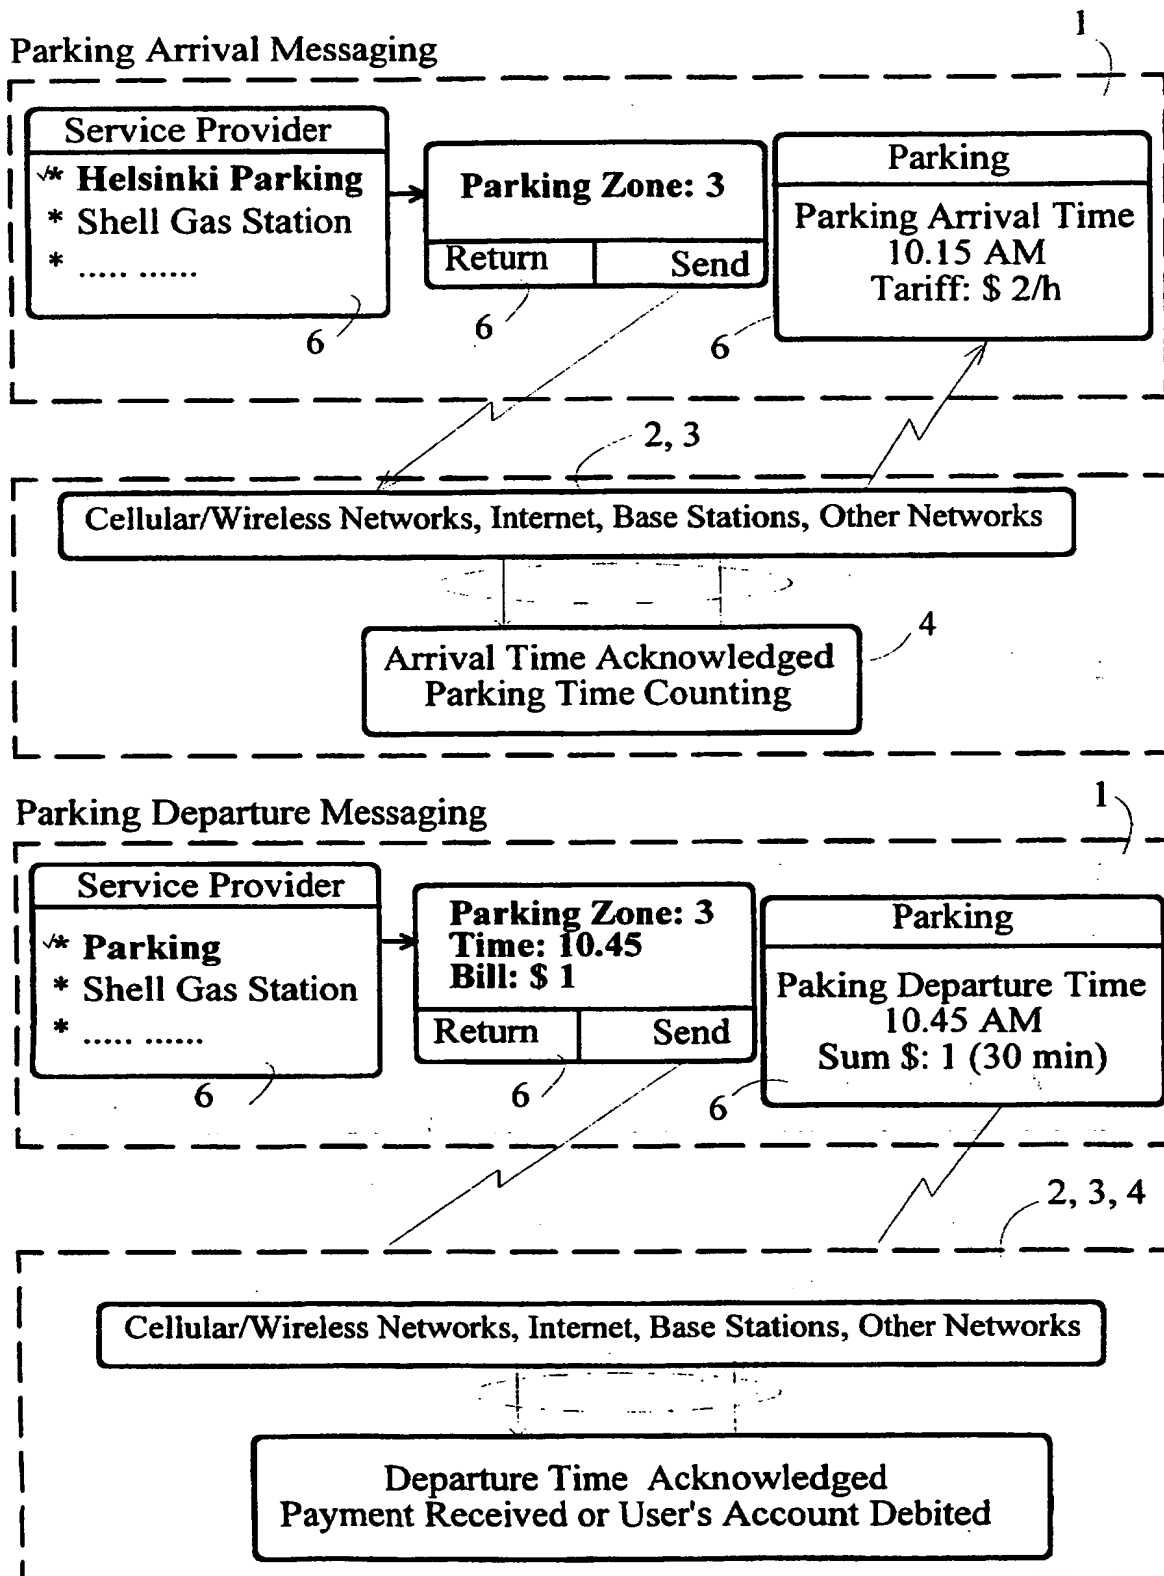 1
Parking Arrival Messaging
Service Provider
√* Helsinki Parking
* Shell Gas Station
* ..... ......
6
Parking Zone: 3
Return Send
6
Parking
Parking Arrival Time
10.15 AM
Tariff: $ 2/h
6
2, 3
Cellular/Wireless Networks, Internet, Base Stations, Other Networks
4
Arrival Time Acknowledged
Parking Time Counting
1
Parking Departure Messaging
Service Provider
√* Parking
* Shell Gas Station
* ..... ......
6
Parking Zone: 3
Time: 10.45
Bill: $ 1
Return Send
6
Parking
Paking Departure Time
10.45 AM
Sum $: 1 (30 min)
6
2, 3, 4
Cellular/Wireless Networks, Internet, Base Stations, Other Networks
Departure Time Acknowledged
Payment Received or User's Account Debited